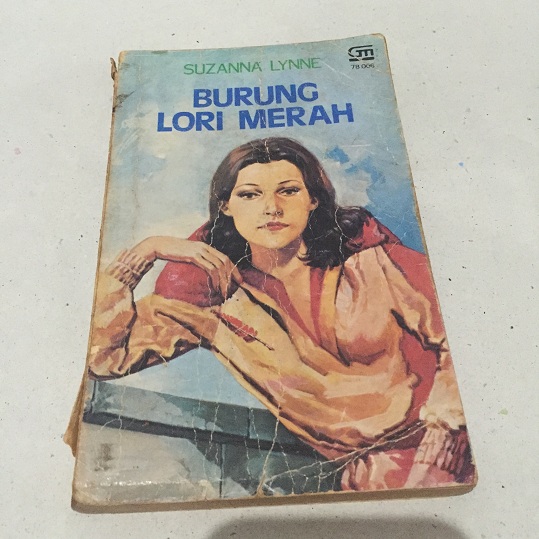 SUZANNA LYNNE
GM
78.006
BURUNG
LORI MERAH